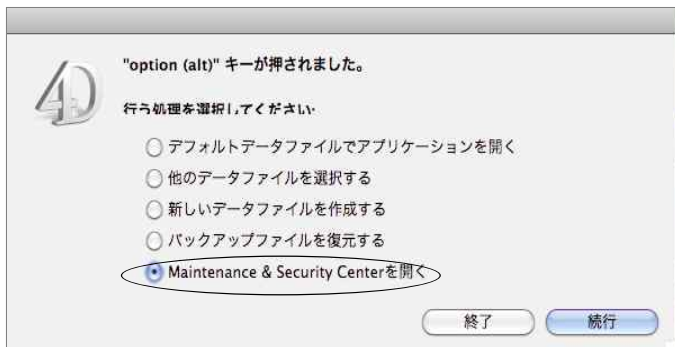 4D
"option (alt)" キーが押されました。
行う処理を選択してください:
デフォルトデータファイルでアプリケーションを開く
他のデータファイルを選択する
新しいデータファイルを作成する
バックアップファイルを復元する
Maintenance & Security Centerを開く
終了 続行